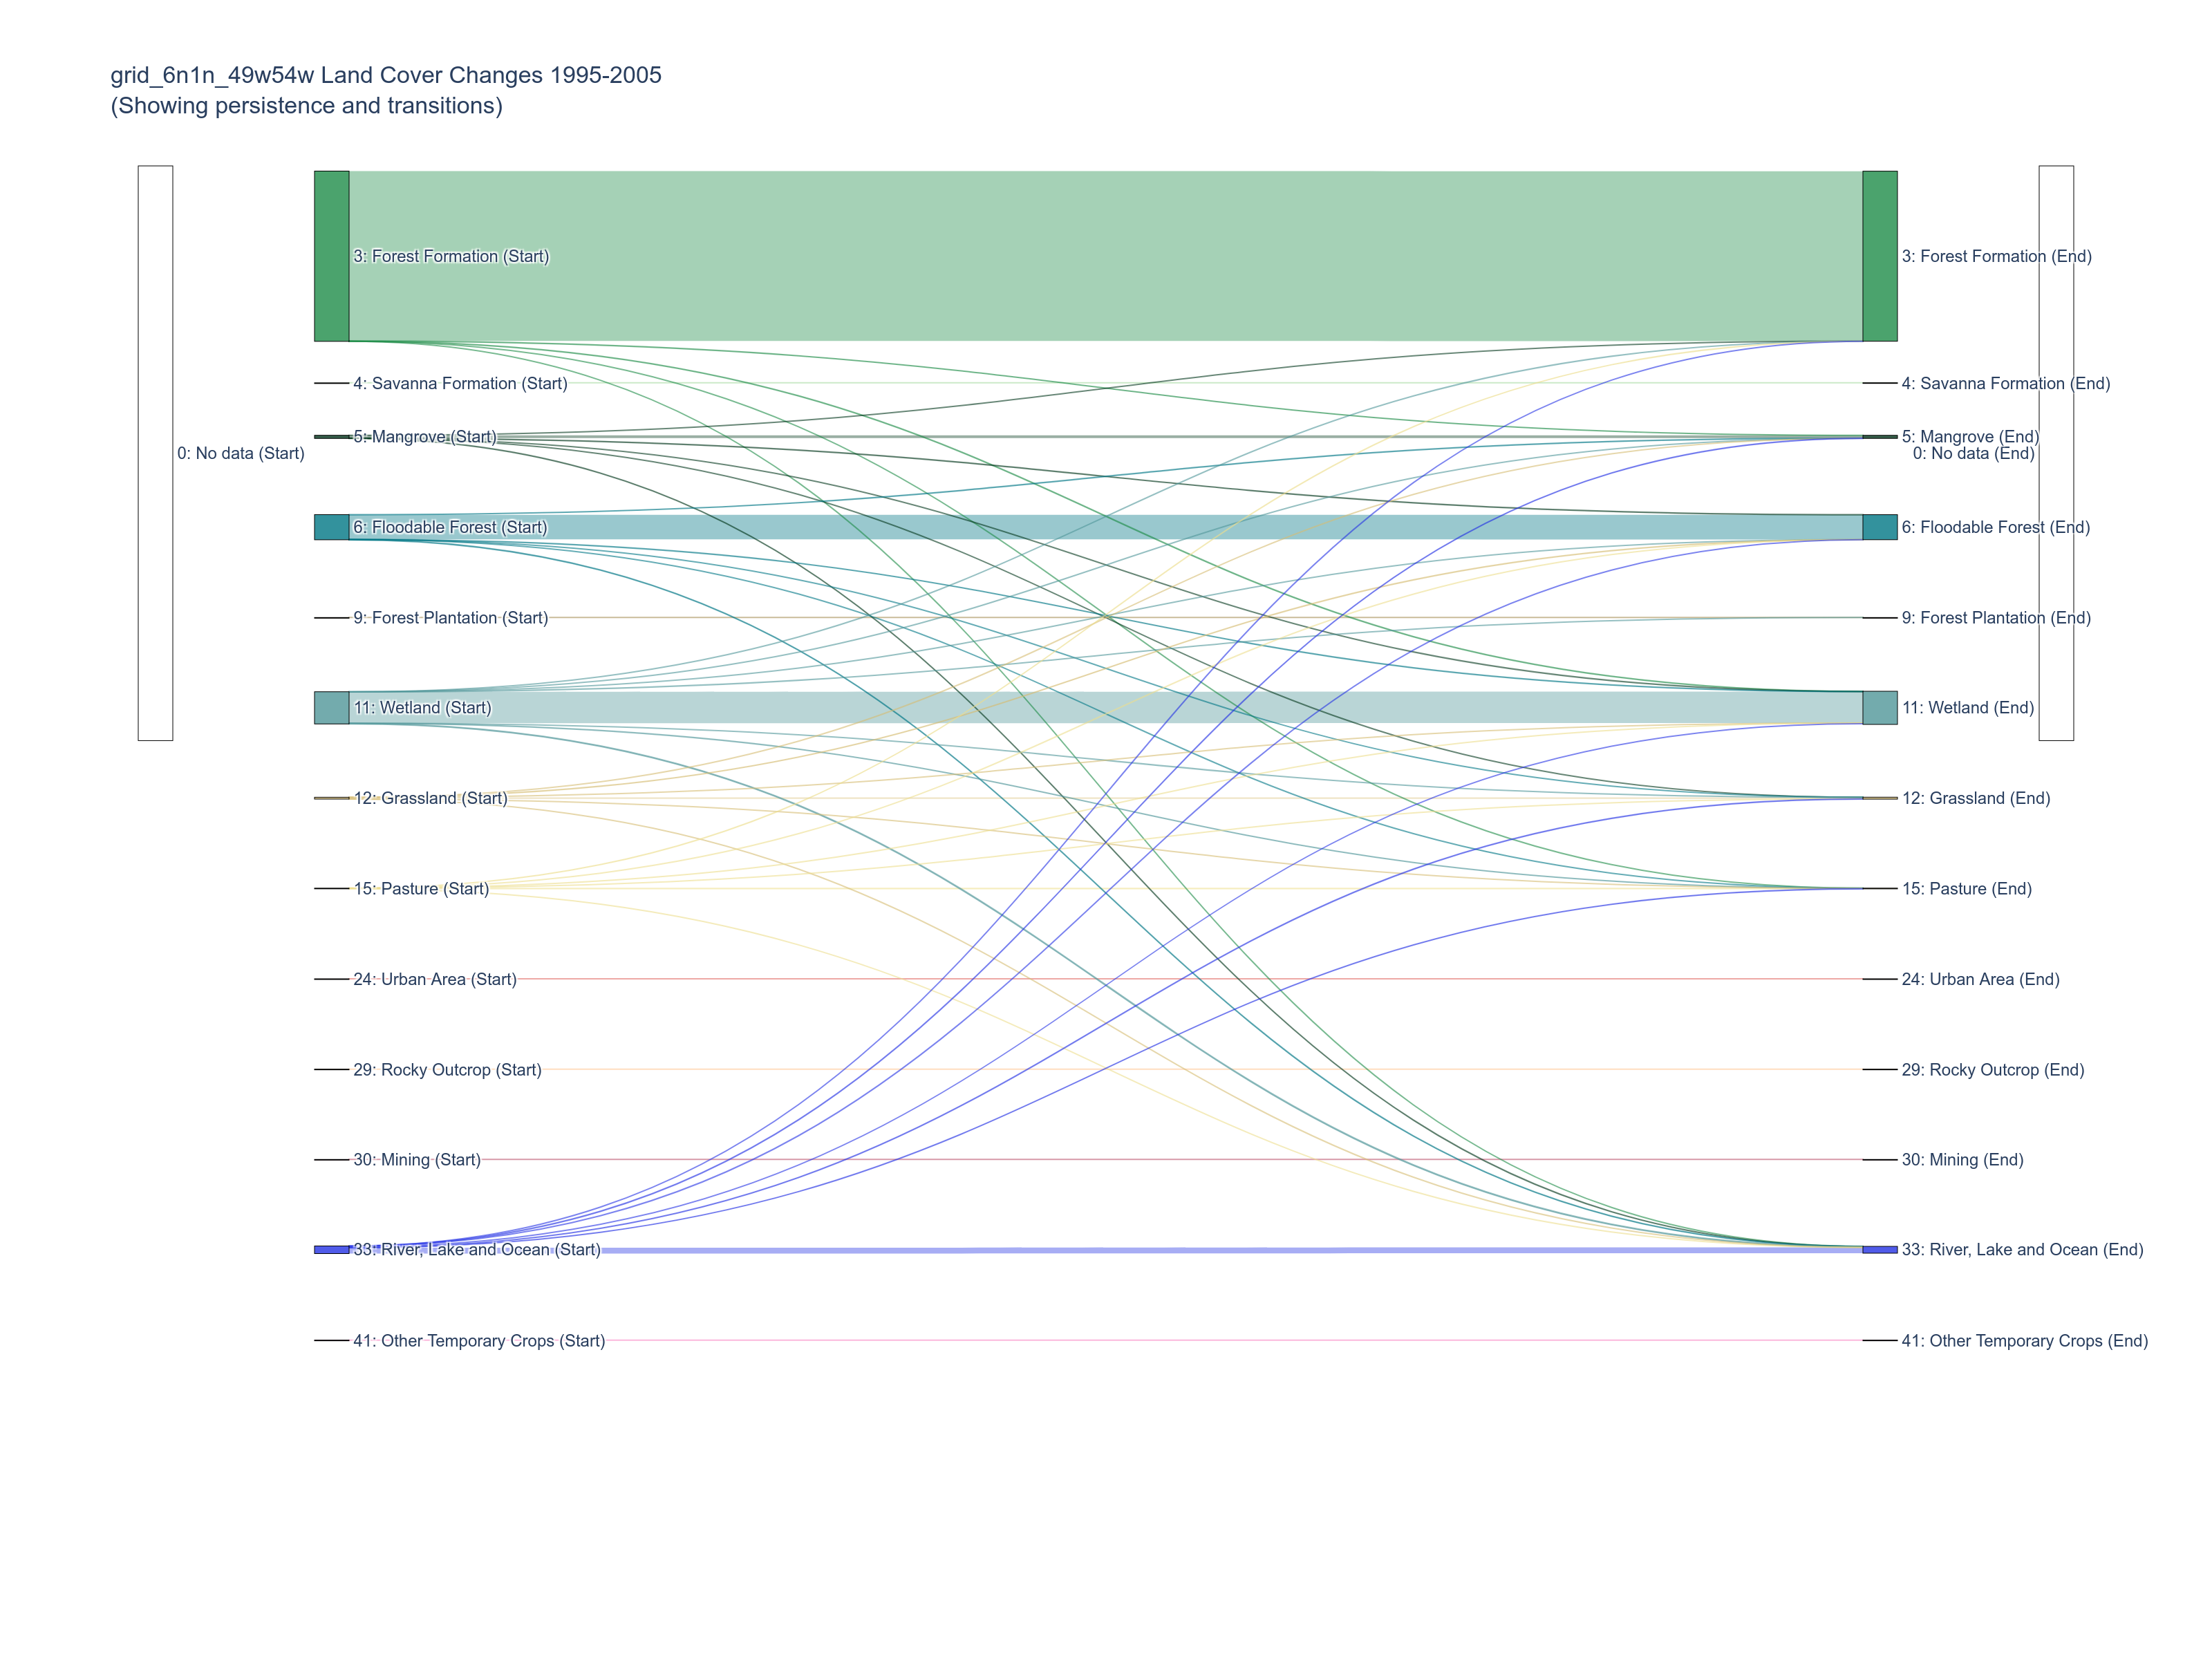 grid_6n1n_49w54w Land Cover Changes 1995-2005
(Showing persistence and transitions)
3: Forest Formation (Start)
3: Forest Formation (End)
4: Savanna Formation (Start)
4: Savanna Formation (End)
5: Mangrove (Start)
5: Mangrove (End)
0: No data (Start)
0: No data (End)
6: Floodable Forest (Start)
6: Floodable Forest (End)
9: Forest Plantation (Start)
9: Forest Plantation (End)
11: Wetland (Start)
11: Wetland (End)
12: Grassland (Start)
12: Grassland (End)
15: Pasture (Start)
15: Pasture (End)
24: Urban Area (Start)
24: Urban Area (End)
29: Rocky Outcrop (Start)
29: Rocky Outcrop (End)
30: Mining (Start)
30: Mining (End)
33: River, Lake and Ocean (Start)
33: River, Lake and Ocean (End)
41: Other Temporary Crops (Start)
41: Other Temporary Crops (End)